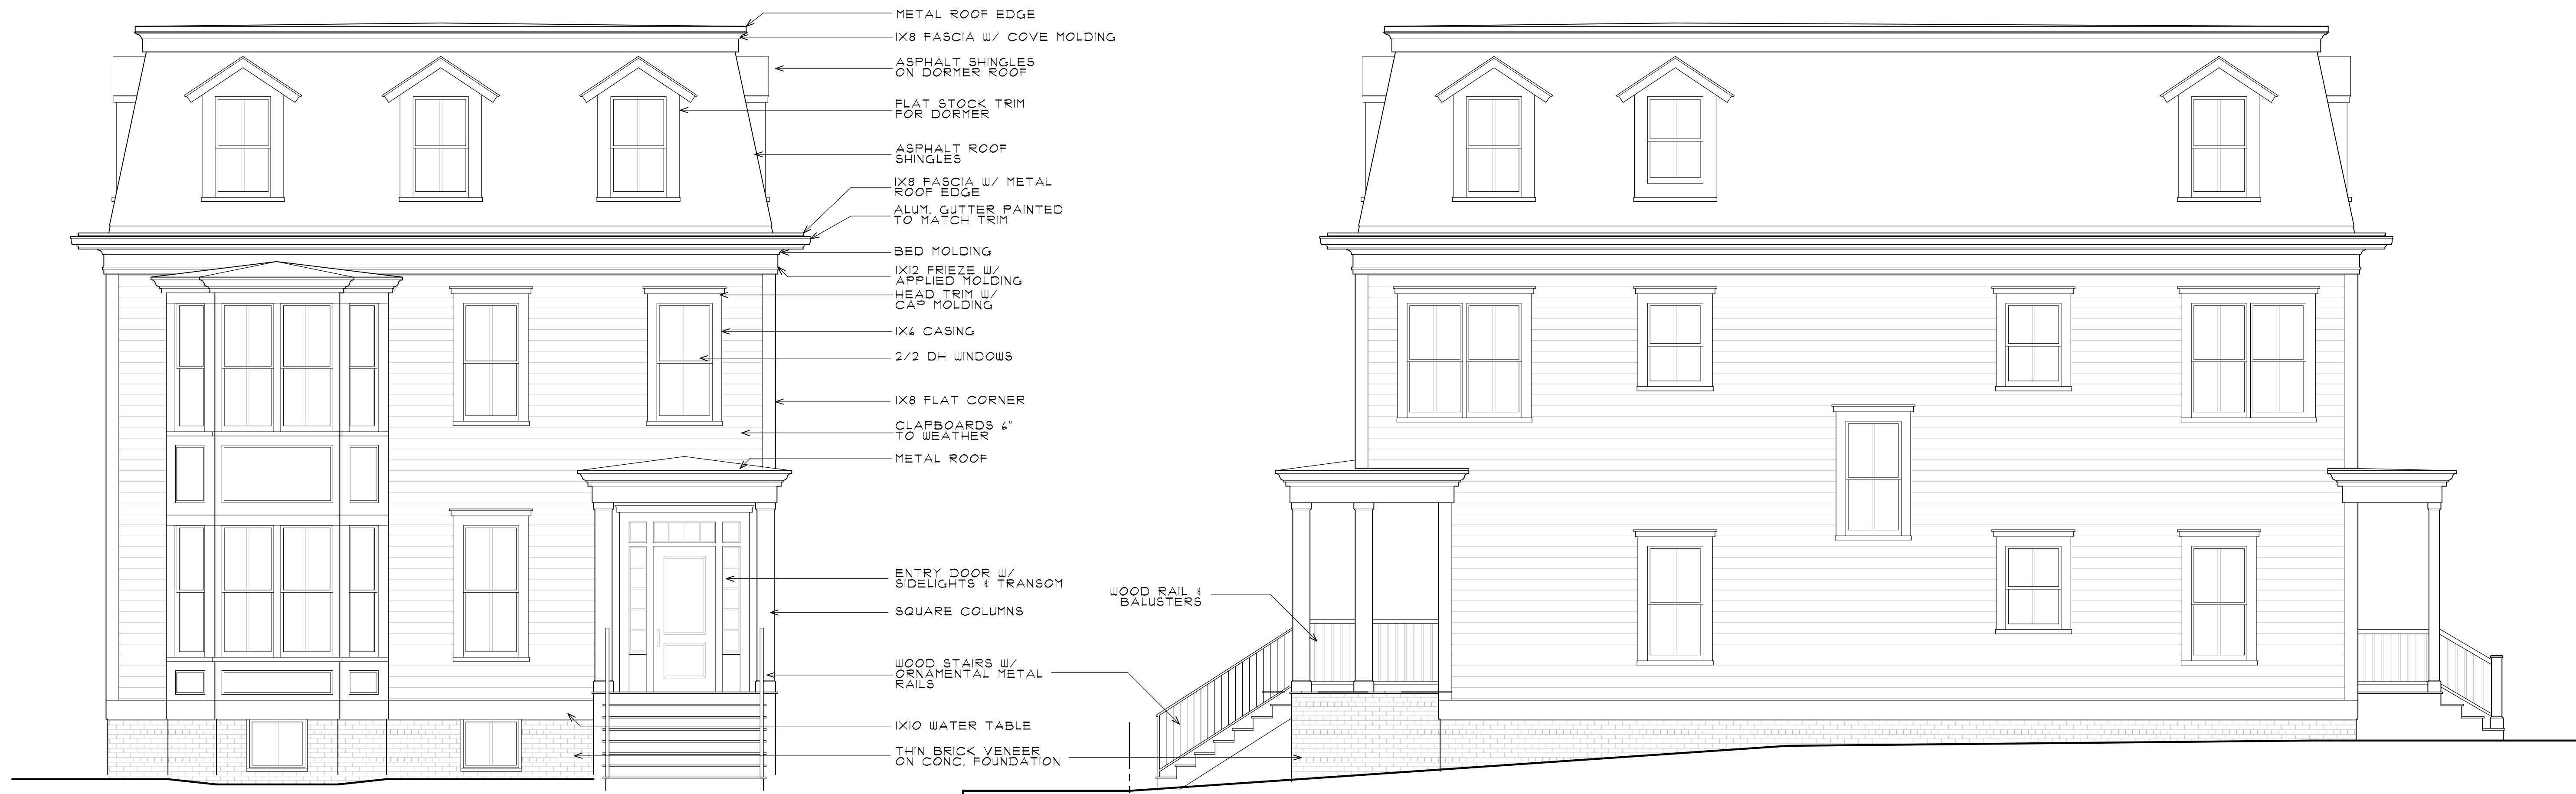 METAL ROOF EDGE
1X8 FASCIA W/ COVE MOLDING
ASPHALT SHINGLES
ON DORMER ROOF
FLAT STOCK TRIM
FOR DORMER
ASPHALT ROOF
SHINGLES
1X8 FASCIA W/ METAL
ROOF EDGE
ALUM. GUTTER PAINTED
TO MATCH TRIM
BED MOLDING
1X12 FRIEZE W/
APPLIED MOLDING
HEAD TRIM W/
CAP MOLDING
1X6 CASING
2/2 DH WINDOWS
1X8 FLAT CORNER
CLAPBOARDS 6"
TO WEATHER
METAL ROOF
ENTRY DOOR W/
SIDELIGHTS & TRANSOM
SQUARE COLUMNS
WOOD RAIL &
BALUSTERS
WOOD STAIRS W/
ORNAMENTAL METAL
RAILS
1X10 WATER TABLE
THIN BRICK VENEER
ON CONC. FOUNDATION